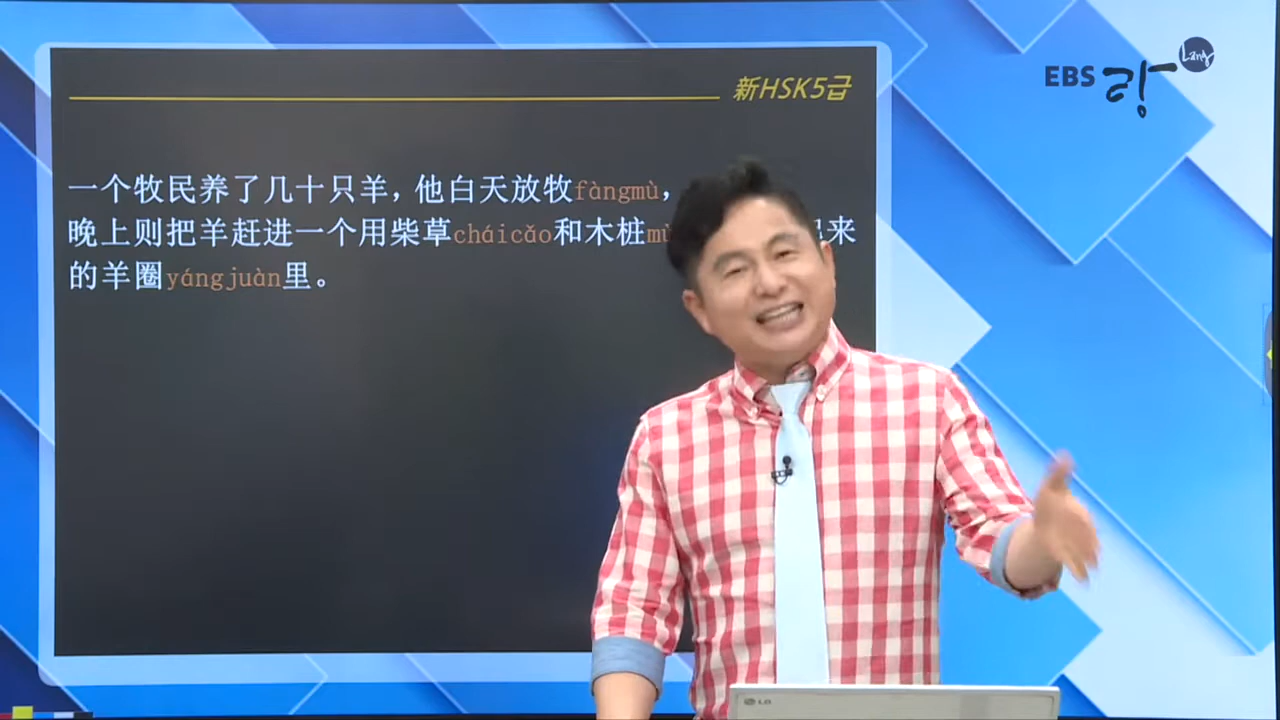 新HSK5급
EBS 랑
Lang
一个牧民养了几十只羊，他白天放牧fàngmù，
晚上则把羊赶进一个用柴草cháicǎo和木桩mù 起来
的羊圈yángjuàn里。
LG